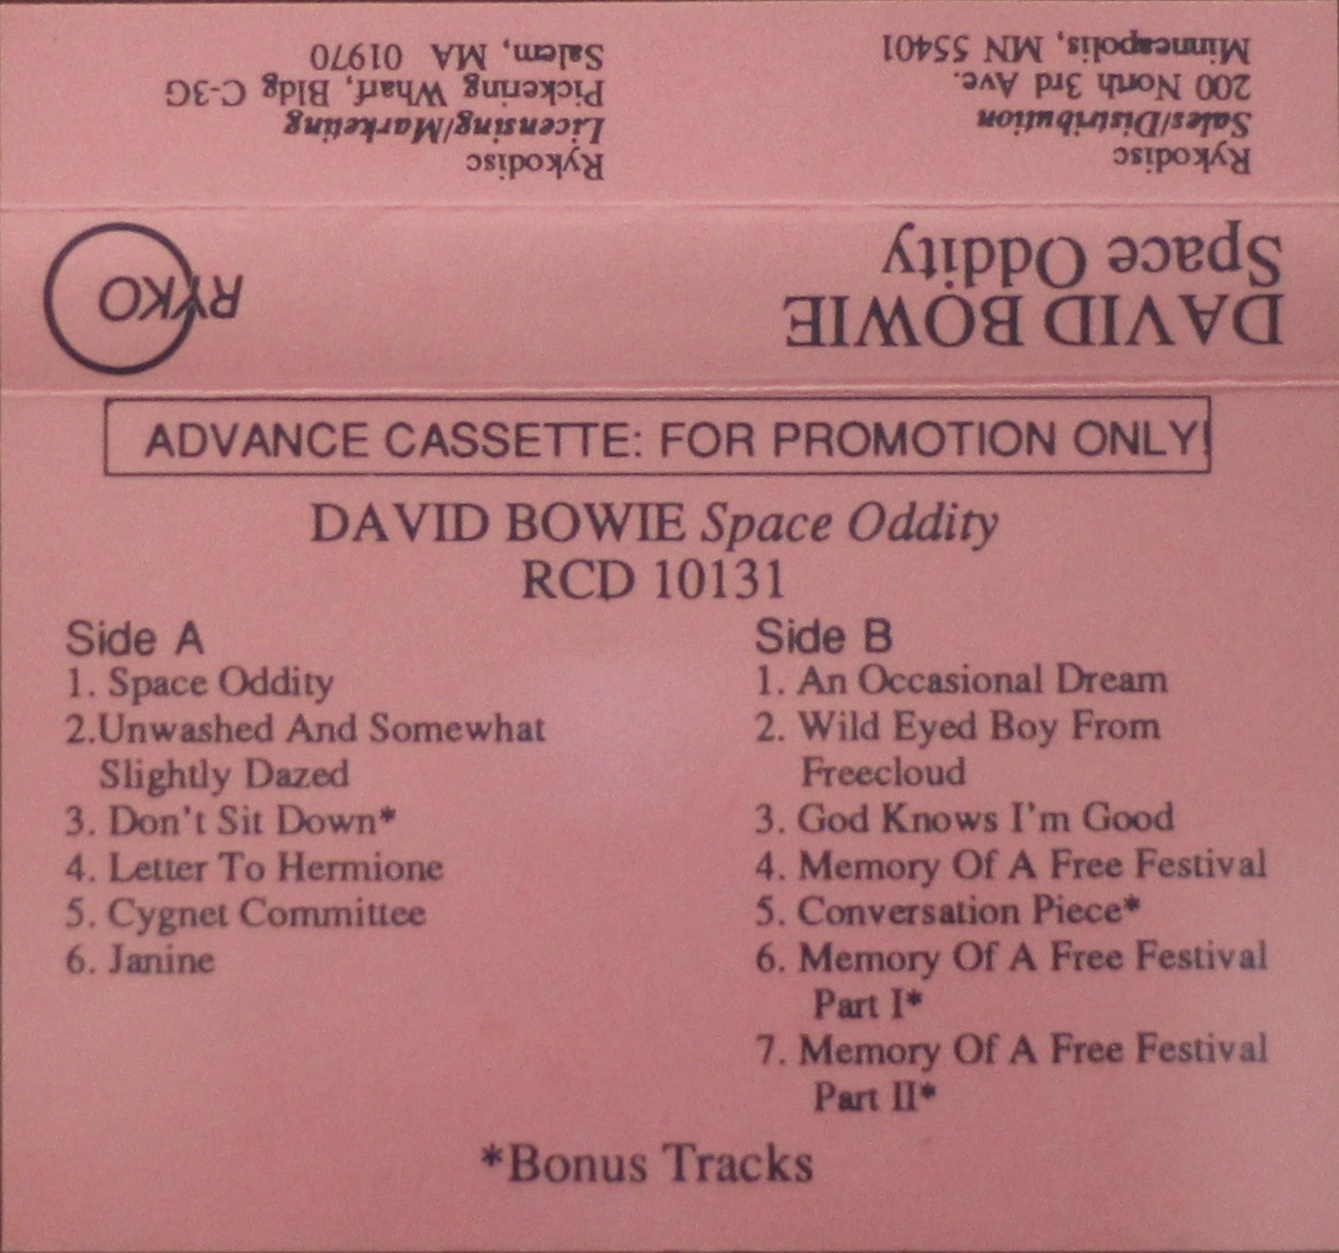 Rykodisc
Sales/Distribution
200 North 3rd Ave.
Minneapolis, MN 55401
Rykodisc
Licensing/Marketing
Pickering Wharf, Bldg C-3G
Salem, MA 01970
DAVID BOWIE
Space Oddity
RYKO
ADVANCE CASSETTE: FOR PROMOTION ONLY!
DAVID BOWIE Space Oddity
RCD 10131
Side A
1. Space Oddity
2.Unwashed And Somewhat
Slightly Dazed
3. Don't Sit Down*
4. Letter To Hermione
5. Cygnet Committee
6. Janine
Side B
1. An Occasional Dream
2. Wild Eyed Boy From
Freecloud
3. God Knows I'm Good
4. Memory Of A Free Festival
5. Conversation Piece*
6. Memory Of A Free Festival
Part I*
7. Memory Of A Free Festival
Part II*
*Bonus Tracks